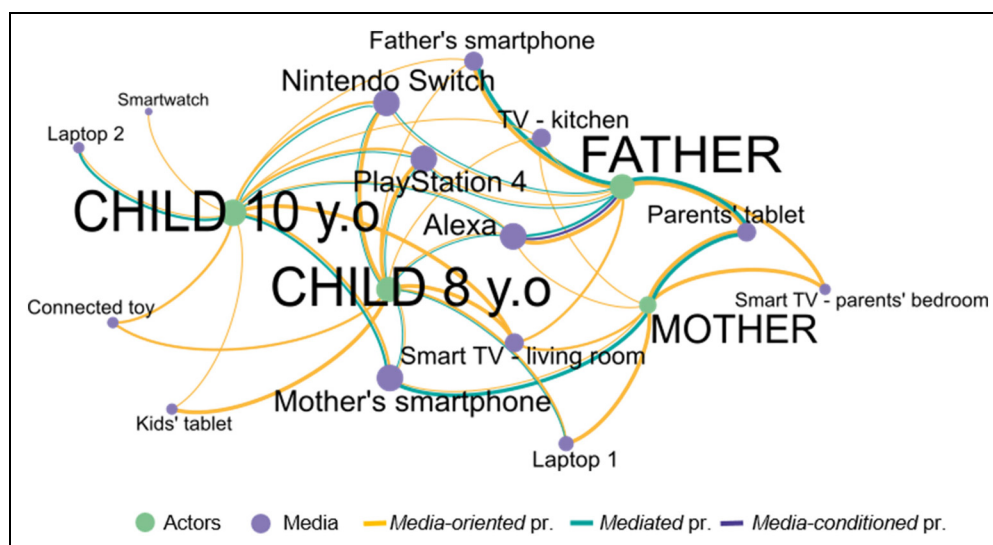 Father's smartphone
Nintendo Switch
Smartwatch
TV - kitchen
Laptop 2
FATHER
PlayStation 4
CHILD 10 y.o
Parents' tablet
Alexa
CHILD 8 y.o
Connected toy
Smart TV - parents' bedroom
MOTHER
Smart TV - living room
Mother's smartphone
Kids' tablet
Laptop 1
Actors Media Media-oriented pr. Mediated pr. Media-conditioned pr.